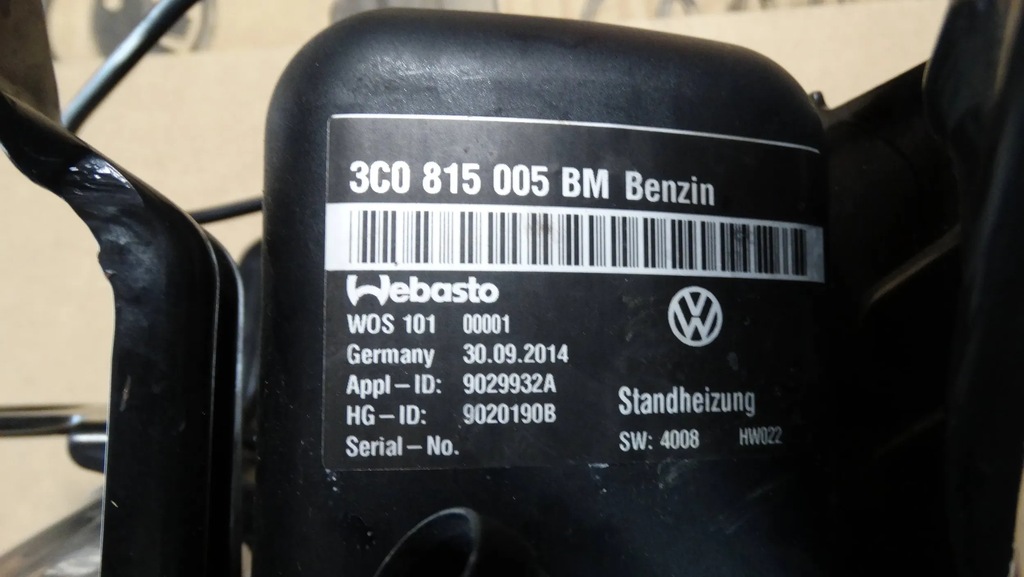 3C0 815 005 BM Benzin
Webasto
WOS 101 00001
Germany 30.09.2014
Appl-ID: 9029932A
HG-ID: 9020190B
Serial-No.
VW
Standheizung
SW: 4008 HW022